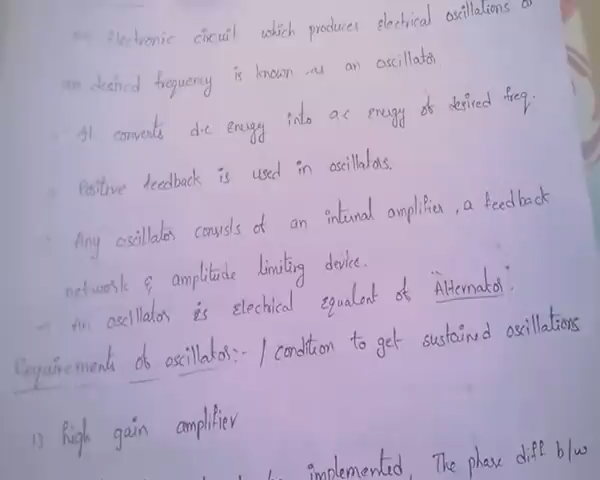 Electronic circuit which produces electrical oscillations of
an desired frequency is known as an oscillator
- It converts d.c energy into a.c energy of desired freq.
- Positive feedback is used in oscillators.
- Any oscillator consists of an internal amplifier, a feedback
network & amplitude limiting device.
- An oscillator is electrical equalent of "Alternator".
Requirements of oscillator:- / condition to get sustained oscillations
1) high gain amplifier
implemented. The phase diff b/w